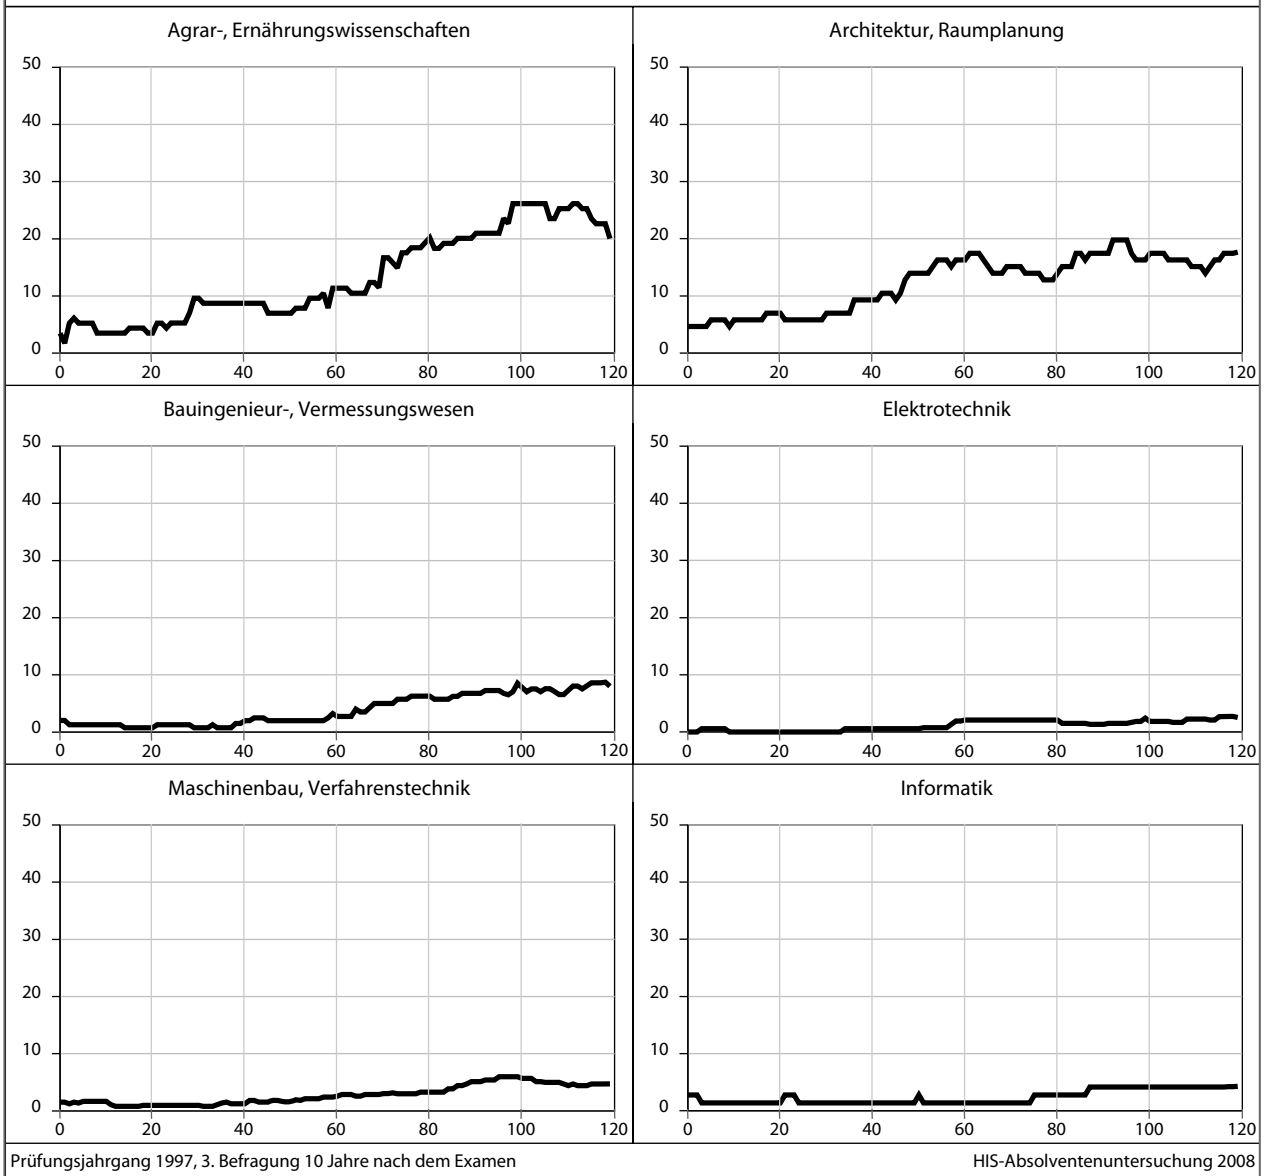 Agrar-, Ernährungswissenschaften
50
40
30
20
10
0
0 20 40 60 80 100 120
Architektur, Raumplanung
50
40
30
20
10
0
0 20 40 60 80 100 120
Bauingenieur-, Vermessungswesen
50
40
30
20
10
0
0 20 40 60 80 100 120
Elektrotechnik
50
40
30
20
10
0
0 20 40 60 80 100 120
Maschinenbau, Verfahrenstechnik
50
40
30
20
10
0
0 20 40 60 80 100 120
Informatik
50
40
30
20
10
0
0 20 40 60 80 100 120
Prüfungsjahrgang 1997, 3. Befragung 10 Jahre nach dem Examen
HIS-Absolventenuntersuchung 2008